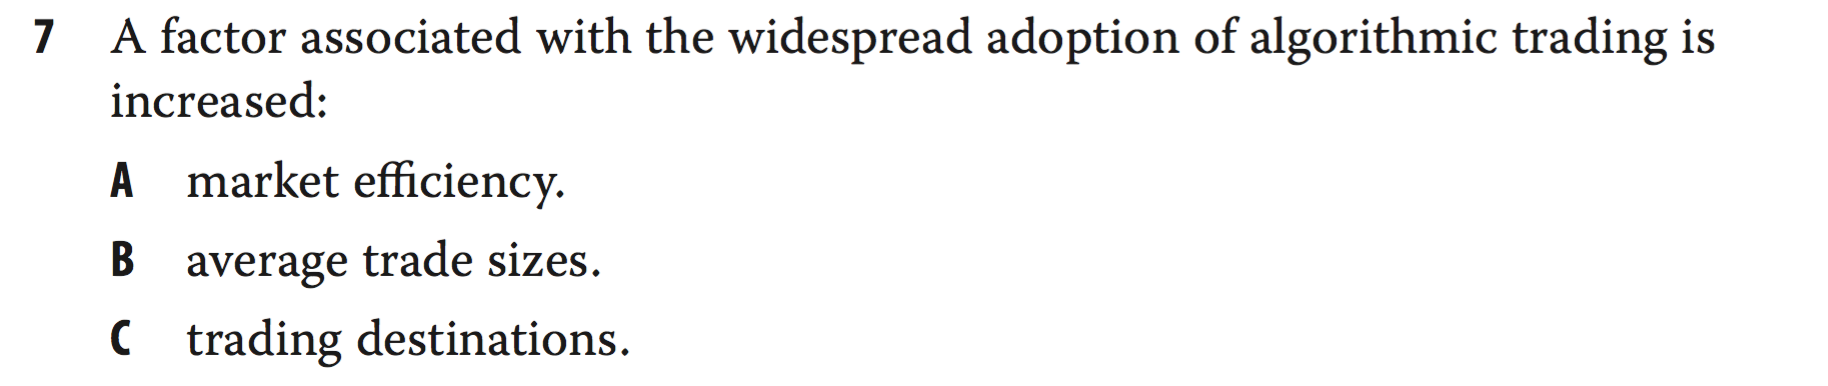 7 A factor associated with the widespread adoption of algorithmic trading is
increased:
A market efficiency.
B average trade sizes.
C trading destinations.